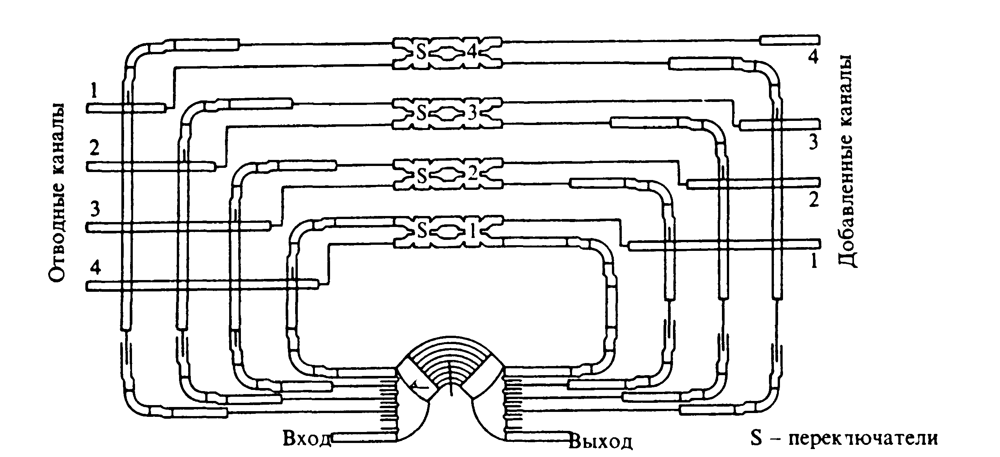 S 4
4
1
S 3
3
2
S 2
2
3
S 1
1
4
Отводные каналы
Добавленные каналы
Вход
Выход
S – переключатели